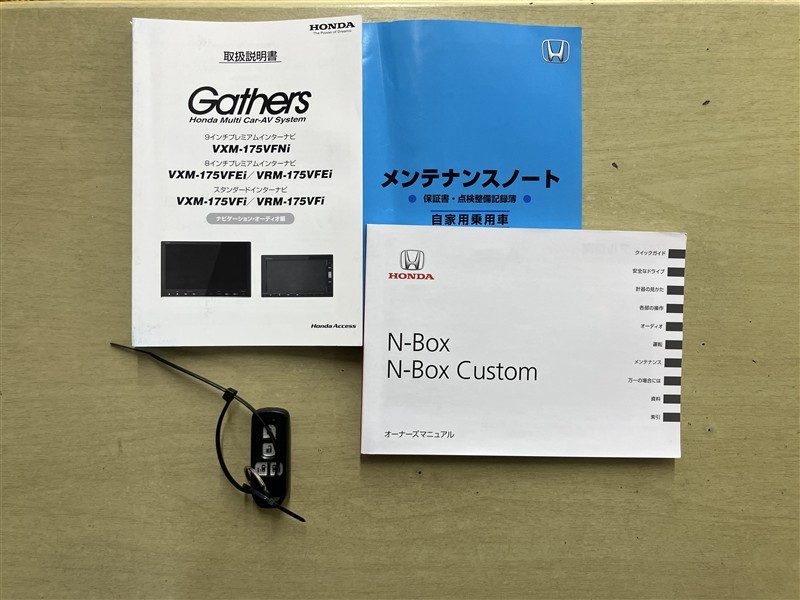 HONDA
The Power of Dreams
取扱説明書
Gathers
Honda Multi Car-AV System
9インチプレミアムインターナビ
VXM-175VFNi
8インチプレミアムインターナビ
VXM-175VFEi／VRM-175VFEi
スタンダードインターナビ
VXM-175VFi／VRM-175VFi
ナビゲーション・オーディオ編
Honda Access
メンテナンスノート
● 保証書・点検整備記録簿 ●
自家用乗用車
HONDA
N-Box
N-Box Custom
オーナーズマニュアル
クイックガイド
安全なドライブ
計器の見かた
各部の操作
オーディオ
運転
メンテナンス
万一の場合には
資料
索引